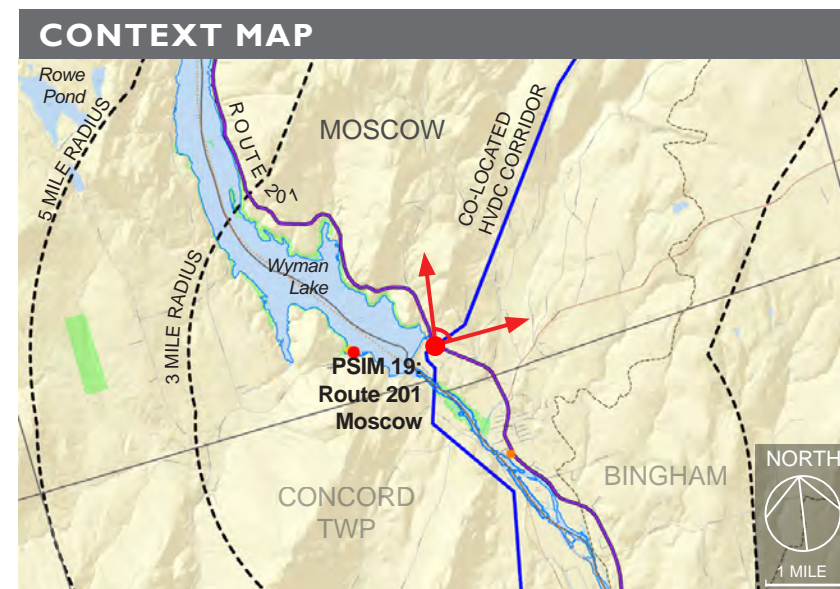 CONTEXT MAP
Rowe
Pond
5 MILE RADIUS
ROUTE 201
MOSCOW
CO-LOCATED
HVDC CORRIDOR
3 MILE RADIUS
Wyman
Lake
PSIM 19:
Route 201
Moscow
CONCORD
TWP
BINGHAM
NORTH
1 MILE